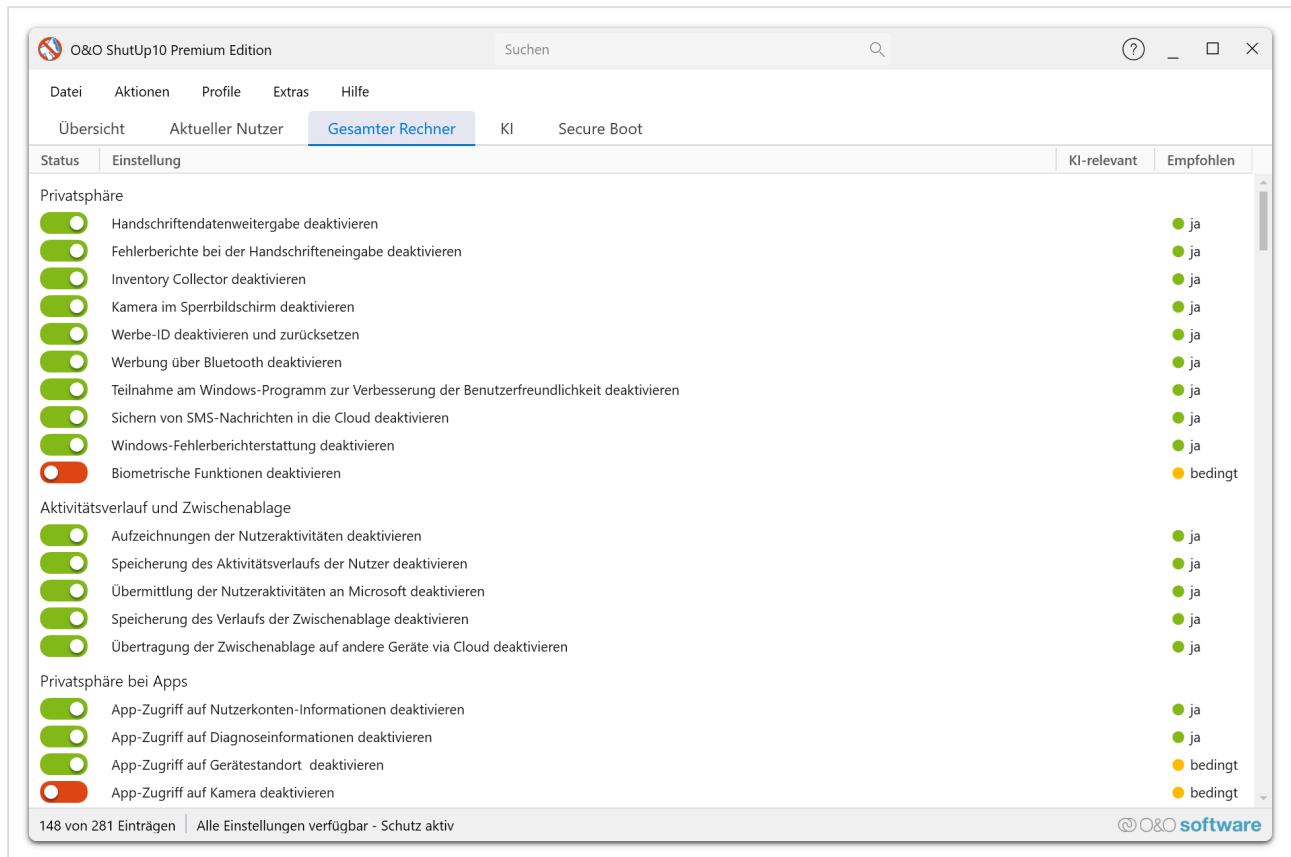 O&O ShutUp10 Premium Edition
Suchen
?
Datei Aktionen Profile Extras Hilfe
Übersicht Aktueller Nutzer Gesamter Rechner KI Secure Boot
Status Einstellung KI-relevant Empfohlen
Privatsphäre
Handschriftendatenweitergabe deaktivieren ja
Fehlerberichte bei der Handschrifteneingabe deaktivieren ja
Inventory Collector deaktivieren ja
Kamera im Sperrbildschirm deaktivieren ja
Werbe-ID deaktivieren und zurücksetzen ja
Werbung über Bluetooth deaktivieren ja
Teilnahme am Windows-Programm zur Verbesserung der Benutzerfreundlichkeit deaktivieren ja
Sichern von SMS-Nachrichten in die Cloud deaktivieren ja
Windows-Fehlerberichterstattung deaktivieren ja
Biometrische Funktionen deaktivieren bedingt
Aktivitätsverlauf und Zwischenablage
Aufzeichnungen der Nutzeraktivitäten deaktivieren ja
Speicherung des Aktivitätsverlaufs der Nutzer deaktivieren ja
Übermittlung der Nutzeraktivitäten an Microsoft deaktivieren ja
Speicherung des Verlaufs der Zwischenablage deaktivieren ja
Übertragung der Zwischenablage auf andere Geräte via Cloud deaktivieren ja
Privatsphäre bei Apps
App-Zugriff auf Nutzerkonten-Informationen deaktivieren ja
App-Zugriff auf Diagnoseinformationen deaktivieren ja
App-Zugriff auf Gerätestandort deaktivieren bedingt
App-Zugriff auf Kamera deaktivieren bedingt
148 von 281 Einträgen Alle Einstellungen verfügbar - Schutz aktiv O&O software